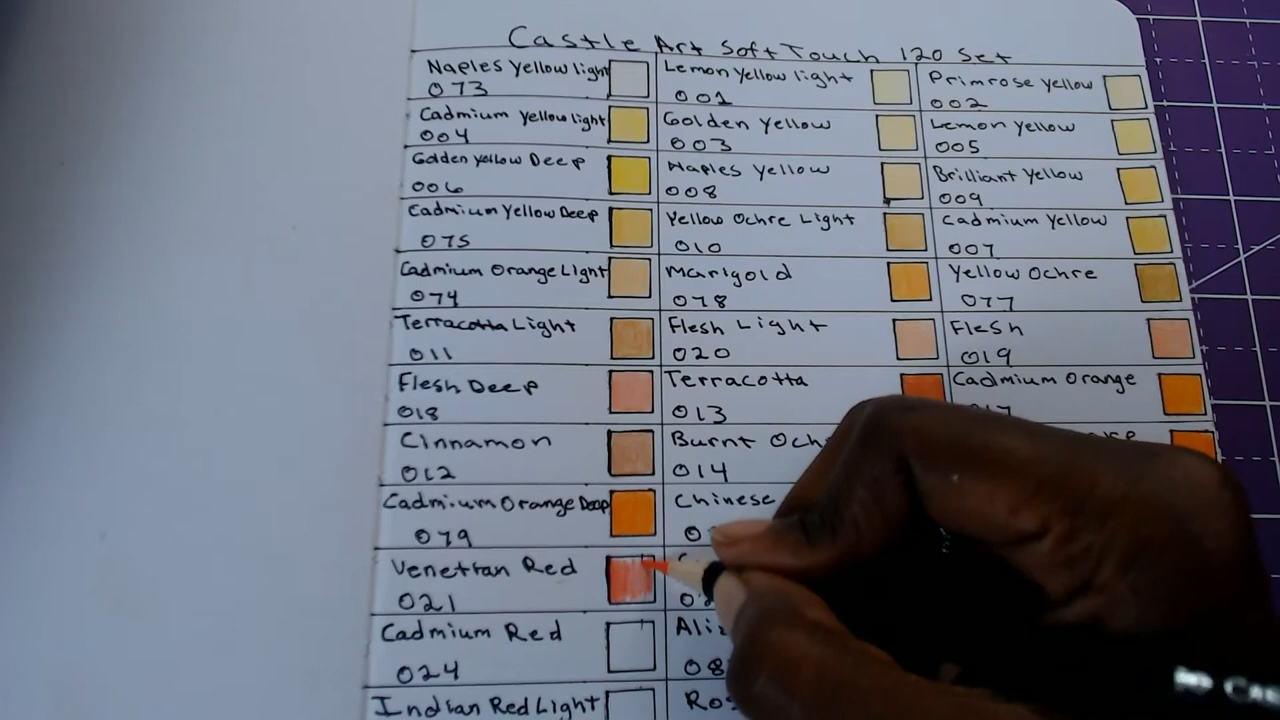 Castle Art Soft Touch 120 Set
Naples Yellow light
073
Lemon Yellow light
001
Primrose Yellow
002
Cadmium Yellow light
004
Golden Yellow
003
Lemon Yellow
005
Golden Yellow Deep
006
Naples Yellow
008
Brilliant Yellow
009
Cadmium Yellow Deep
075
Yellow Ochre Light
010
Cadmium Yellow
007
Cadmium Orange Light
074
Marigold
078
Yellow Ochre
077
Terracotta Light
011
Flesh Light
020
Flesh
019
Flesh Deep
018
Terracotta
013
Cadmium Orange
Cinnamon
012
Burnt
014
Cadmium Orange Deep
079
Chinese
Venetian Red
021
Cadmium Red
024
Indian Red Light